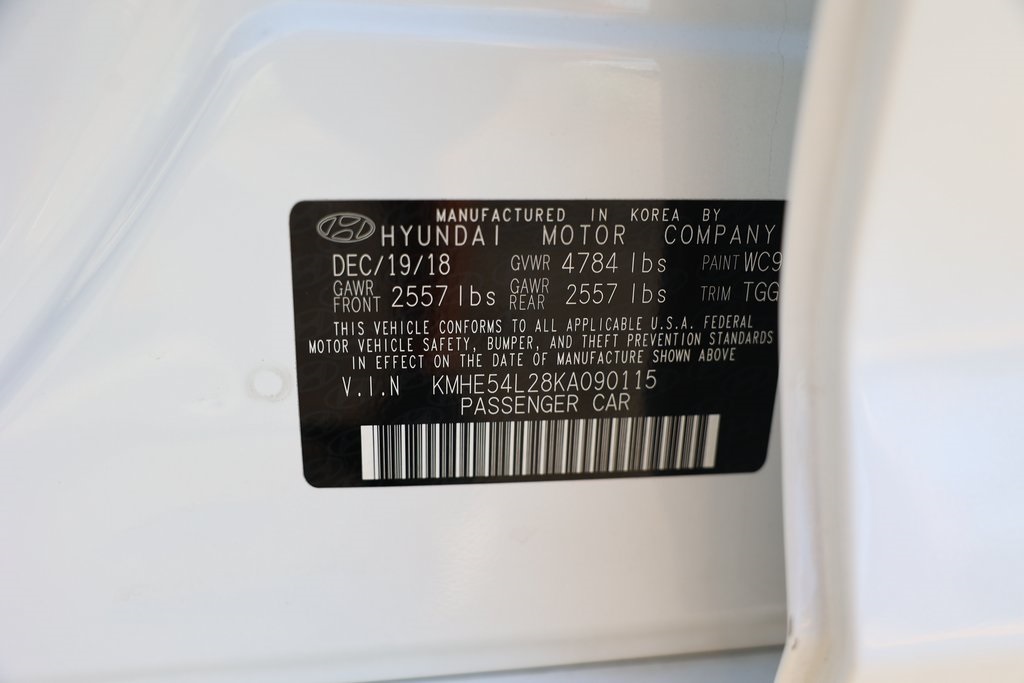 MANUFACTURED IN KOREA BY
HYUNDAI MOTOR COMPANY
DEC/19/18 GVWR 4784 lbs PAINT WC9
GAWR FRONT 2557 lbs GAWR REAR 2557 lbs TRIM TGG
THIS VEHICLE CONFORMS TO ALL APPLICABLE U.S.A. FEDERAL
MOTOR VEHICLE SAFETY, BUMPER, AND THEFT PREVENTION STANDARDS
IN EFFECT ON THE DATE OF MANUFACTURE SHOWN ABOVE
V.I.N KMHE54L28KA090115
PASSENGER CAR